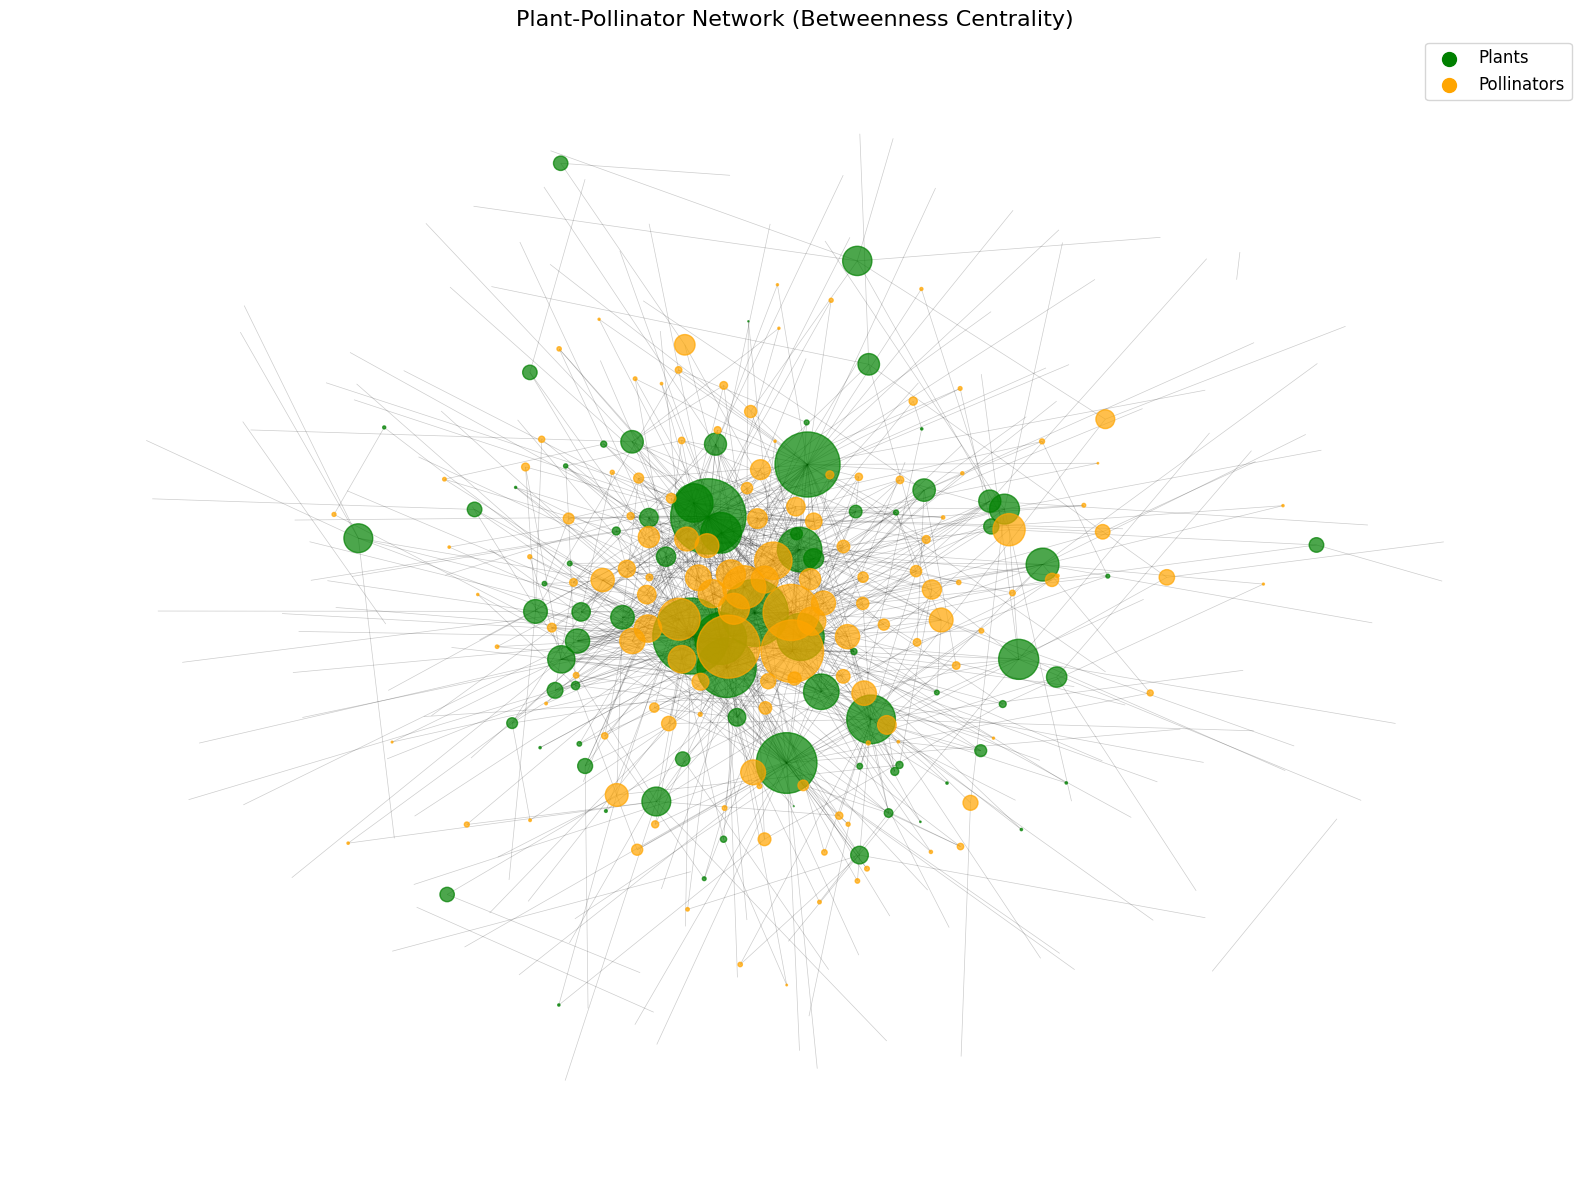 Plant-Pollinator Network (Betweenness Centrality)
Plants
Pollinators